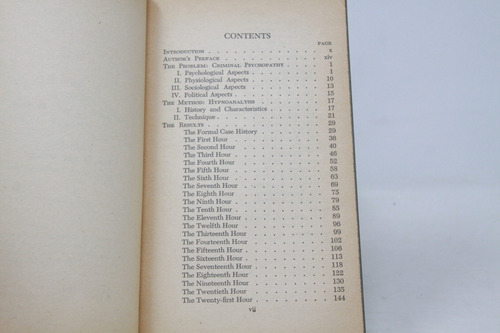 CONTENTS
PAGE
INTRODUCTION . . . . . . . . . . . . . x
AUTHOR'S PREFACE . . . . . . . . . . . . xiv
THE PROBLEM: CRIMINAL PSYCHOPATHY . . . . . . 1
I. Psychological Aspects . . . . . . . . . . 1
II. Physiological Aspects . . . . . . . . . . 10
III. Sociological Aspects . . . . . . . . . . 13
IV. Political Aspects . . . . . . . . . . . 15
THE METHOD: HYPNOANALYSIS . . . . . . . . 17
I. History and Characteristics . . . . . . . . 17
II. Technique . . . . . . . . . . . . . 21
THE RESULTS . . . . . . . . . . . . . 29
The Formal Case History . . . . . . . . 29
The First Hour . . . . . . . . . . . 36
The Second Hour . . . . . . . . . . 40
The Third Hour . . . . . . . . . . . 46
The Fourth Hour . . . . . . . . . . 52
The Fifth Hour . . . . . . . . . . . 58
The Sixth Hour . . . . . . . . . . . 63
The Seventh Hour . . . . . . . . . . 69
The Eighth Hour . . . . . . . . . . 75
The Ninth Hour . . . . . . . . . . . 79
The Tenth Hour . . . . . . . . . . . 85
The Eleventh Hour . . . . . . . . . . 89
The Twelfth Hour . . . . . . . . . . 96
The Thirteenth Hour . . . . . . . . . 99
The Fourteenth Hour . . . . . . . . . 102
The Fifteenth Hour . . . . . . . . . . 106
The Sixteenth Hour . . . . . . . . . . 113
The Seventeenth Hour . . . . . . . . . 118
The Eighteenth Hour . . . . . . . . . 122
The Nineteenth Hour . . . . . . . . . 130
The Twentieth Hour . . . . . . . . . . 135
The Twenty-first Hour . . . . . . . . . 144
vii